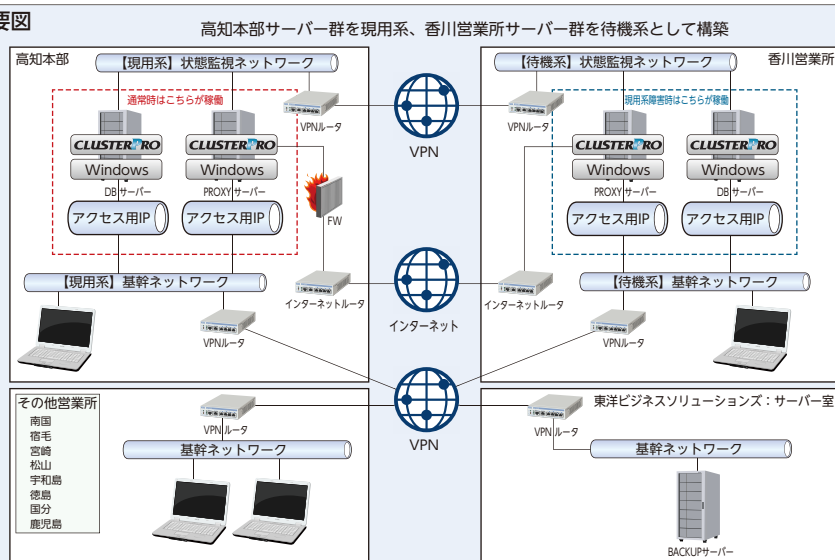 要図
高知本部サーバー群を現用系、香川営業所サーバー群を待機系として構築
高知本部
【現用系】状態監視ネットワーク
通常時はこちらが稼働
CLUSTERPRO
CLUSTERPRO
Windows
Windows
DBサーバー
PROXYサーバー
アクセス用IP
アクセス用IP
VPNルータ
FW
インターネットルータ
【現用系】基幹ネットワーク
VPNルータ
VPN
インターネット
VPN
【待機系】状態監視ネットワーク
香川営業所
VPNルータ
現用系障害時はこちらが稼働
CLUSTERPRO
CLUSTERPRO
Windows
Windows
PROXYサーバー
DBサーバー
アクセス用IP
アクセス用IP
インターネットルータ
【待機系】基幹ネットワーク
VPNルータ
その他営業所
南国
宿毛
宮崎
松山
宇和島
徳島
国分
鹿児島
VPNルータ
基幹ネットワーク
東洋ビジネスソリューションズ：サーバー室
VPNルータ
基幹ネットワーク
BACKUPサーバー